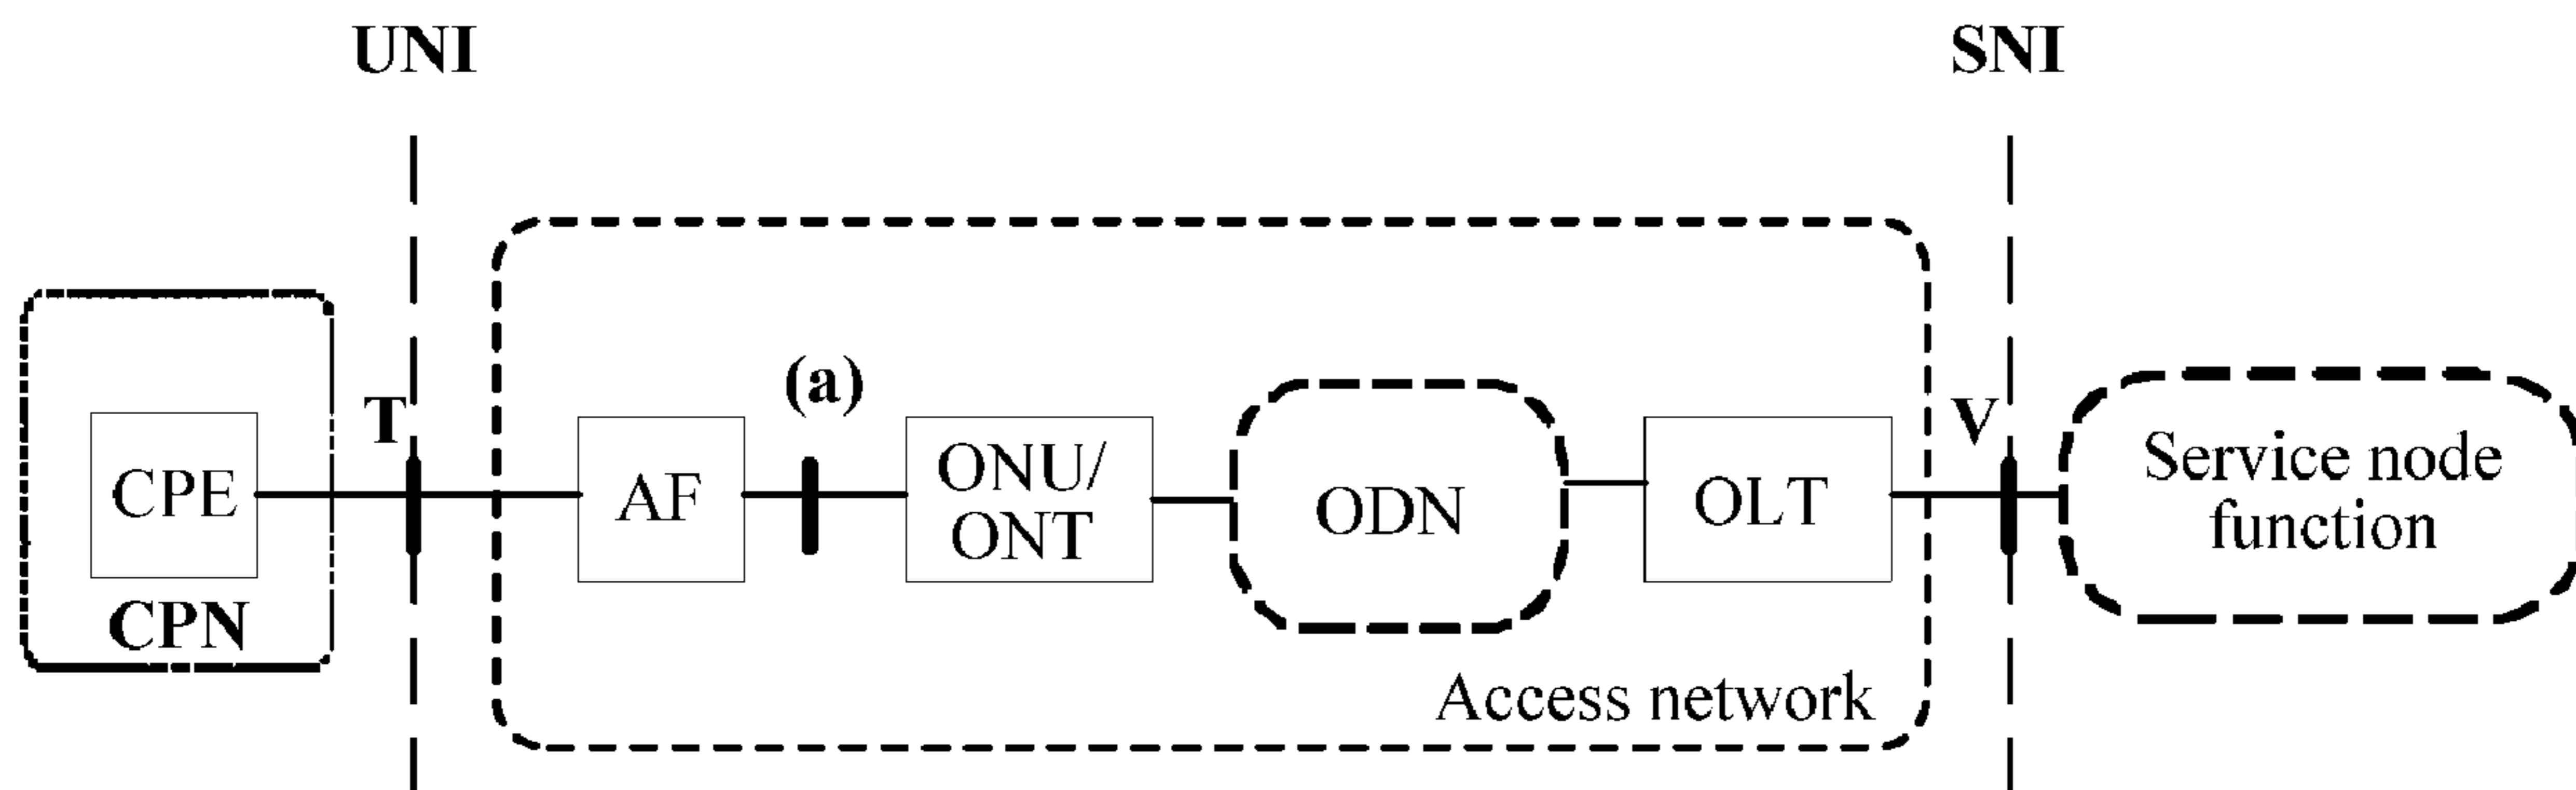 UNI
SNI
T
(a)
V
CPE
CPN
AF
ONU/
ONT
ODN
OLT
Service node
function
Access network